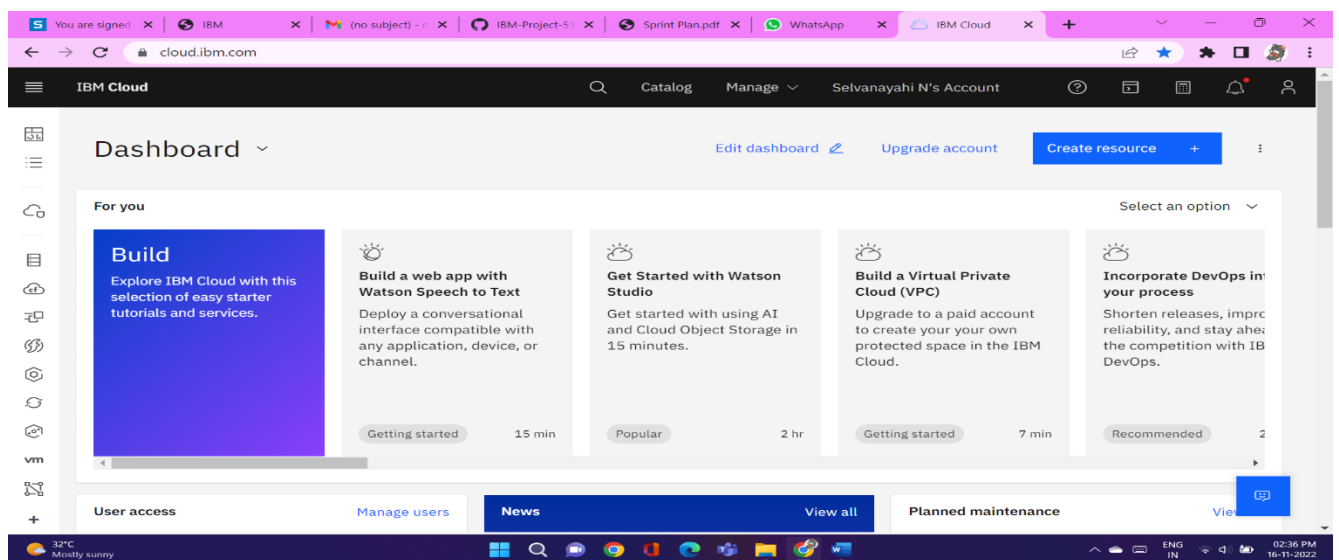 S You are signed
IBM
(no subject) - n
IBM-Project-51
Sprint Plan.pdf
WhatsApp
IBM Cloud
cloud.ibm.com
IBM Cloud
Catalog
Manage
Selvanayahi N's Account
Dashboard
Edit dashboard
Upgrade account
Create resource +
For you
Select an option
Build
Explore IBM Cloud with this
selection of easy starter
tutorials and services.
Build a web app with
Watson Speech to Text
Deploy a conversational
interface compatible with
any application, device, or
channel.
Getting started 15 min
Get Started with Watson
Studio
Get started with using AI
and Cloud Object Storage in
15 minutes.
Popular 2 hr
Build a Virtual Private
Cloud (VPC)
Upgrade to a paid account
to create your your own
protected space in the IBM
Cloud.
Getting started 7 min
Incorporate DevOps in
your process
Shorten releases, impro
reliability, and stay ahea
the competition with IB
DevOps.
Recommended 2
cf
vm
User access
Manage users
News
View all
Planned maintenance
Vie
32°C
Mostly sunny
ENG
IN
02:36 PM
16-11-2022